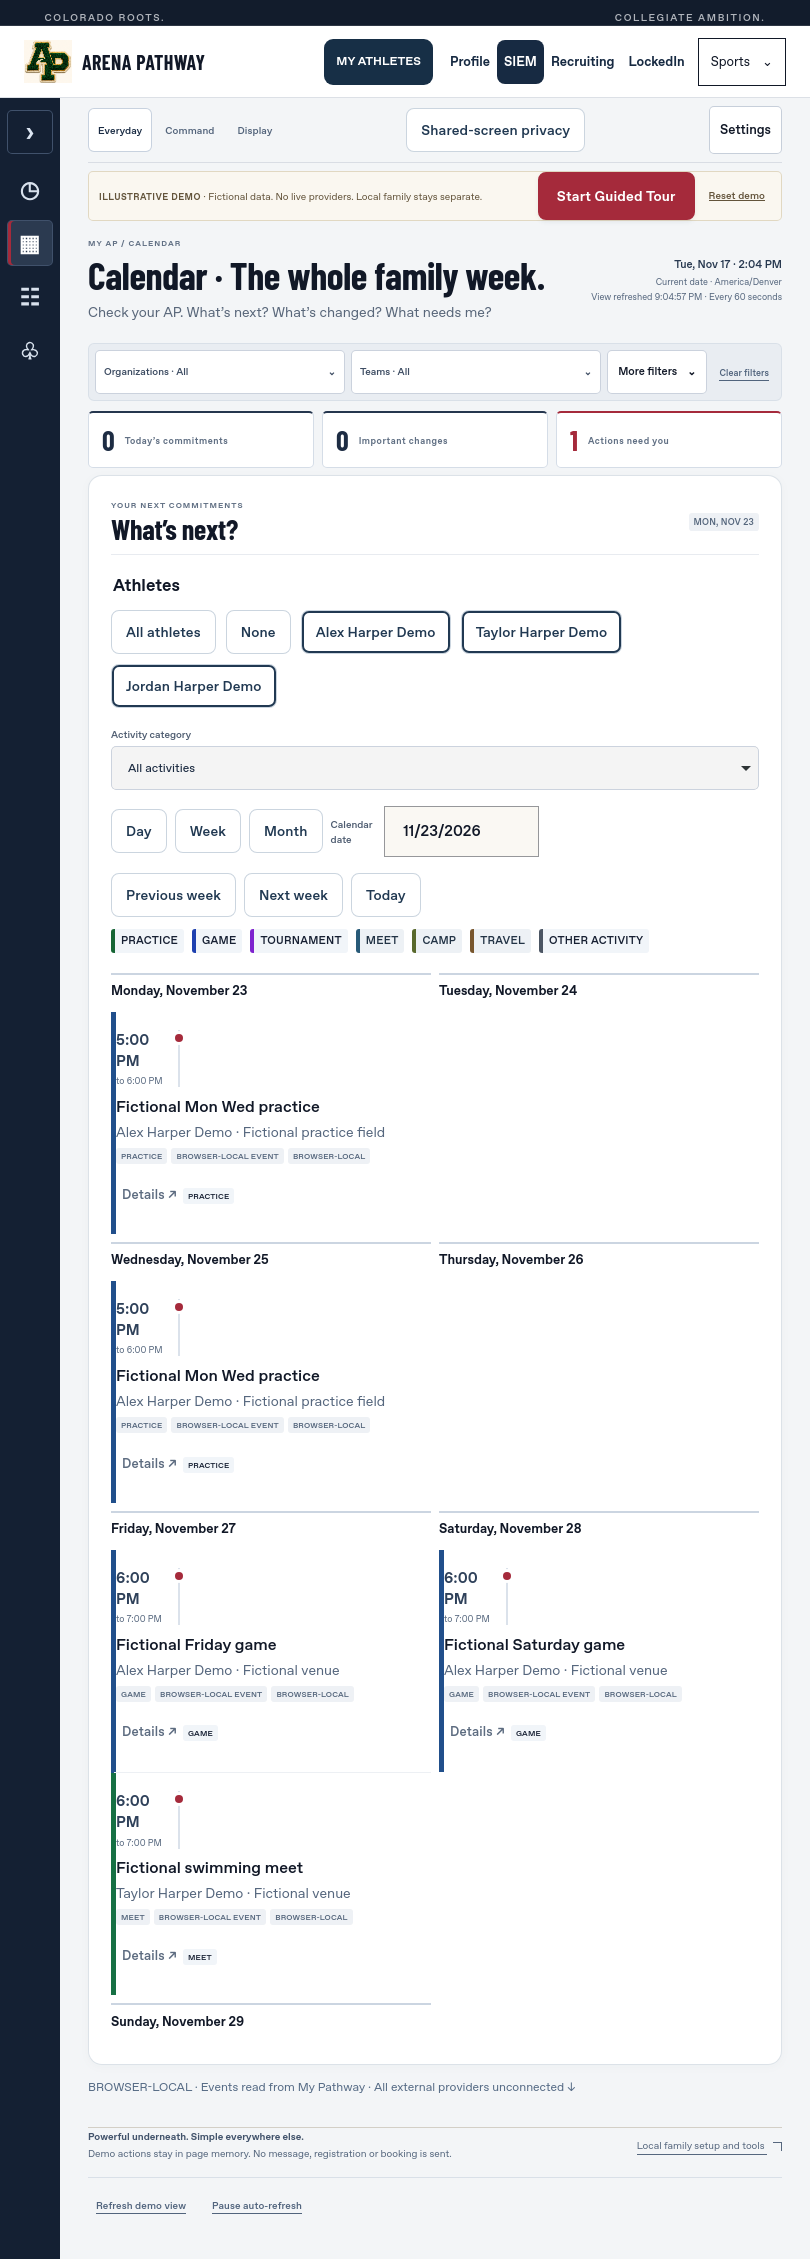 COLORADO ROOTS. COLLEGIATE AMBITION.
AP ARENA PATHWAY MY ATHLETES Profile SIEM Recruiting LockedIn Sports
Everyday Command Display Shared-screen privacy Settings
ILLUSTRATIVE DEMO · Fictional data. No live providers. Local family stays separate. Start Guided Tour Reset demo
MY AP / CALENDAR
Calendar · The whole family week.
Check your AP. What's next? What's changed? What needs me?
Tue, Nov 17 · 2:04 PM
Current date · America/Denver
View refreshed 9:04:57 PM · Every 60 seconds
Organizations · All Teams · All More filters Clear filters
0 Today's commitments 0 Important changes 1 Actions need you
YOUR NEXT COMMITMENTS
What's next?
MON, NOV 23
Athletes
All athletes None Alex Harper Demo Taylor Harper Demo
Jordan Harper Demo
Activity category
All activities
Day Week Month Calendar date 11/23/2026
Previous week Next week Today
PRACTICE GAME TOURNAMENT MEET CAMP TRAVEL OTHER ACTIVITY
Monday, November 23 Tuesday, November 24
5:00
PM
to 6:00 PM
Fictional Mon Wed practice
Alex Harper Demo · Fictional practice field
PRACTICE BROWSER-LOCAL EVENT BROWSER-LOCAL
Details ↗ PRACTICE
Wednesday, November 25 Thursday, November 26
5:00
PM
to 6:00 PM
Fictional Mon Wed practice
Alex Harper Demo · Fictional practice field
PRACTICE BROWSER-LOCAL EVENT BROWSER-LOCAL
Details ↗ PRACTICE
Friday, November 27
6:00
PM
to 7:00 PM
Fictional Friday game
Alex Harper Demo · Fictional venue
GAME BROWSER-LOCAL EVENT BROWSER-LOCAL
Details ↗ GAME
6:00
PM
to 7:00 PM
Fictional swimming meet
Taylor Harper Demo · Fictional venue
MEET BROWSER-LOCAL EVENT BROWSER-LOCAL
Details ↗ MEET
Saturday, November 28
6:00
PM
to 7:00 PM
Fictional Saturday game
Alex Harper Demo · Fictional venue
GAME BROWSER-LOCAL EVENT BROWSER-LOCAL
Details ↗ GAME
Sunday, November 29
BROWSER-LOCAL · Events read from My Pathway · All external providers unconnected ↓
Powerful underneath. Simple everywhere else.
Demo actions stay in page memory. No message, registration or booking is sent.
Local family setup and tools
Refresh demo view Pause auto-refresh